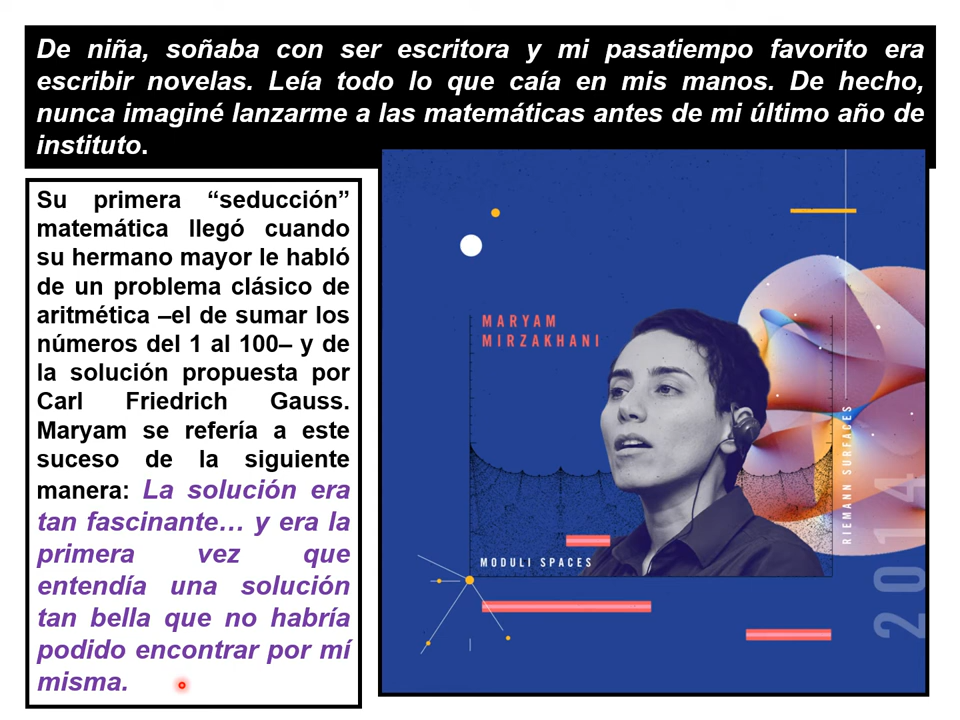 De niña, soñaba con ser escritora y mi pasatiempo favorito era
escribir novelas. Leía todo lo que caía en mis manos. De hecho,
nunca imaginé lanzarme a las matemáticas antes de mi último año de
instituto.
Su primera “seducción”
matemática llegó cuando
su hermano mayor le habló
de un problema clásico de
aritmética –el de sumar los
números del 1 al 100– y de
la solución propuesta por
Carl Friedrich Gauss.
Maryam se refería a este
suceso de la siguiente
manera: La solución era
tan fascinante… y era la
primera vez que
entendía una solución
tan bella que no habría
podido encontrar por mí
misma.
MARYAM
MIRZAKHANI
MODULI SPACES
RIEMANN SURFACES
2014